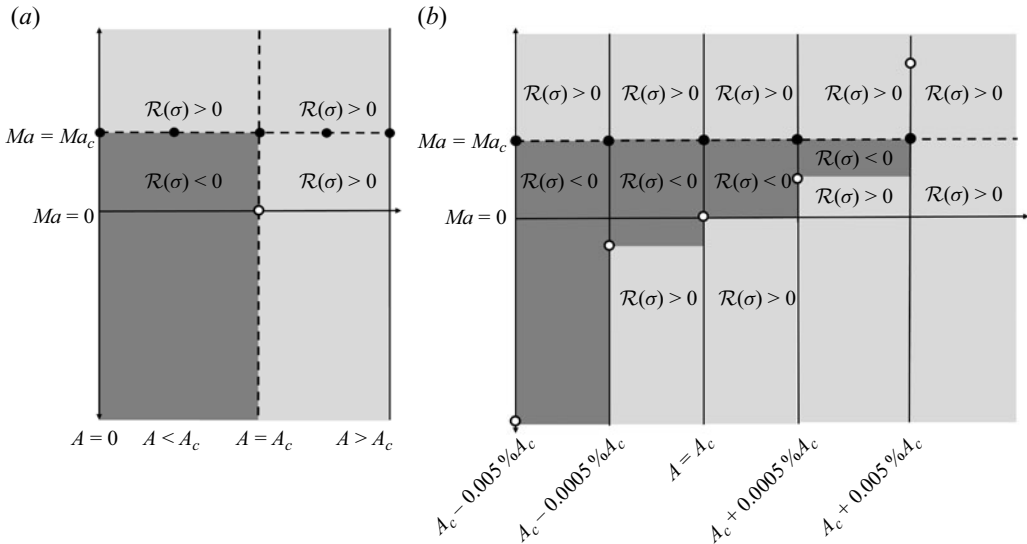 (a)
(b)
ℛ(σ) > 0 ℛ(σ) > 0
Ma = Ma_c
ℛ(σ) < 0 ℛ(σ) > 0
Ma = 0
A = 0 A < A_c A = A_c A > A_c
ℛ(σ) > 0 ℛ(σ) > 0 ℛ(σ) > 0 ℛ(σ) > 0 ℛ(σ) > 0
Ma = Ma_c
ℛ(σ) < 0
ℛ(σ) < 0 ℛ(σ) < 0 ℛ(σ) < 0 ℛ(σ) > 0 ℛ(σ) > 0
Ma = 0
ℛ(σ) > 0 ℛ(σ) > 0
A_c – 0.005 %A_c
A_c – 0.0005 %A_c
A = A_c
A_c + 0.0005 %A_c
A_c + 0.005 %A_c